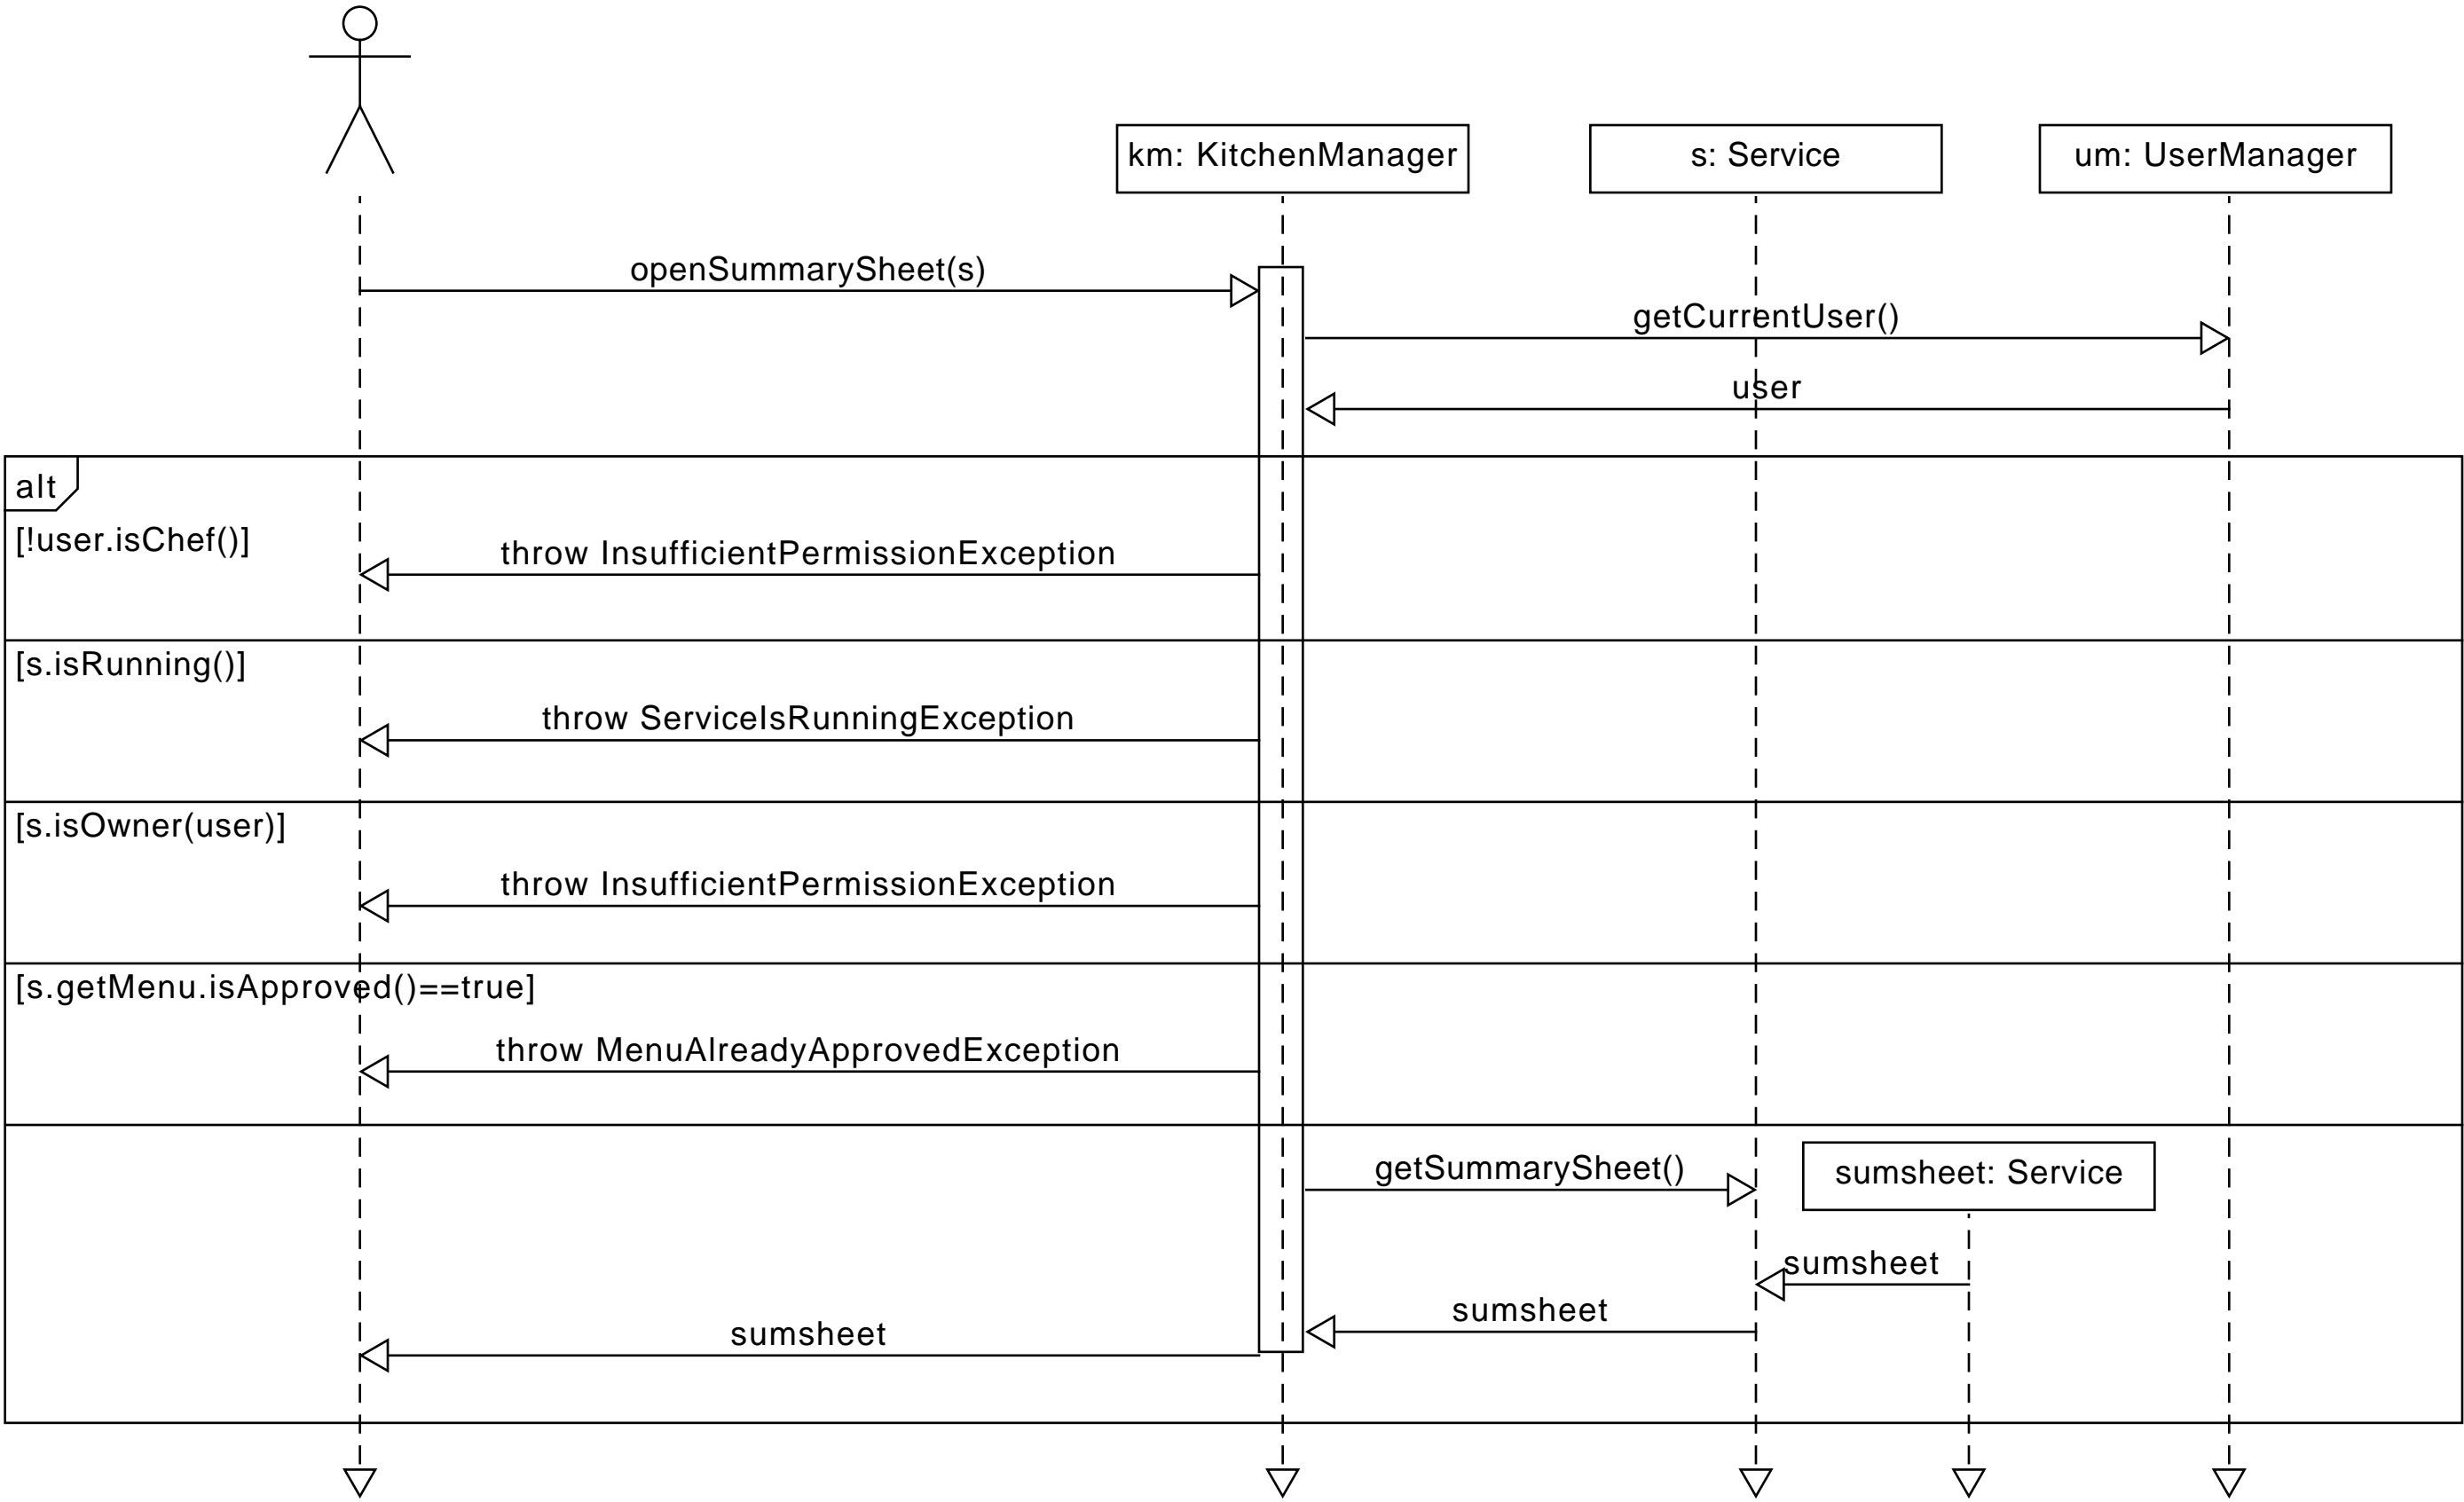 km: KitchenManager
s: Service
um: UserManager
openSummarySheet(s)
getCurrentUser()
user
alt
[!user.isChef()]
throw InsufficientPermissionException
[s.isRunning()]
throw ServiceIsRunningException
[s.isOwner(user)]
throw InsufficientPermissionException
[s.getMenu.isApproved()==true]
throw MenuAlreadyApprovedException
getSummarySheet()
sumsheet: Service
sumsheet
sumsheet
sumsheet